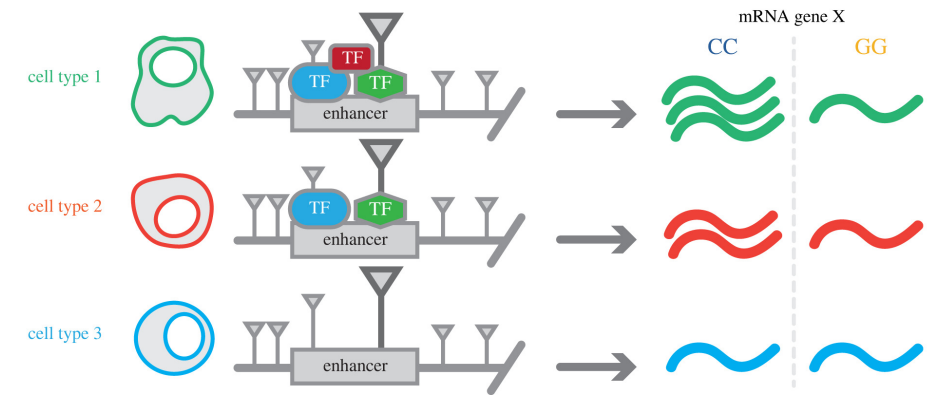 mRNA gene X
CC GG
cell type 1
TF
TF TF
enhancer
cell type 2
TF TF
enhancer
cell type 3
enhancer